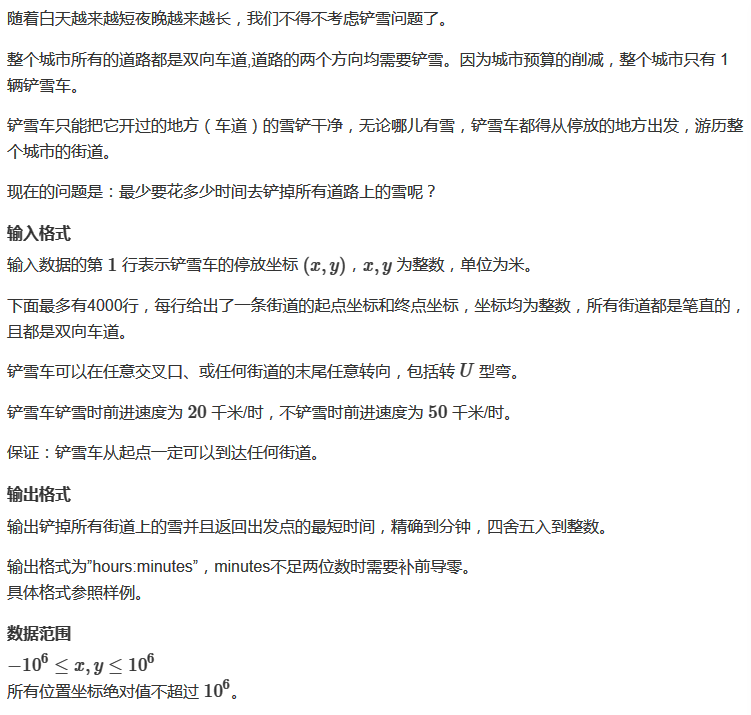 随着白天越来越短夜晚越来越长，我们不得不考虑铲雪问题了。
整个城市所有的道路都是双向车道,道路的两个方向均需要铲雪。因为城市预算的削减，整个城市只有 1
辆铲雪车。
铲雪车只能把它开过的地方（车道）的雪铲干净，无论哪儿有雪，铲雪车都得从停放的地方出发，游历整
个城市的街道。
现在的问题是：最少要花多少时间去铲掉所有道路上的雪呢？
输入格式
输入数据的第 1 行表示铲雪车的停放坐标 (x, y)，x, y 为整数，单位为米。
下面最多有4000行，每行给出了一条街道的起点坐标和终点坐标，坐标均为整数，所有街道都是笔直的，
且都是双向车道。
铲雪车可以在任意交叉口、或任何街道的末尾任意转向，包括转 U 型弯。
铲雪车铲雪时前进速度为 20 千米/时，不铲雪时前进速度为 50 千米/时。
保证：铲雪车从起点一定可以到达任何街道。
输出格式
输出铲掉所有街道上的雪并且返回出发点的最短时间，精确到分钟，四舍五入到整数。
输出格式为”hours:minutes”，minutes不足两位数时需要补前导零。
具体格式参照样例。
数据范围
−10^6 ≤ x, y ≤ 10^6
所有位置坐标绝对值不超过 10^6。